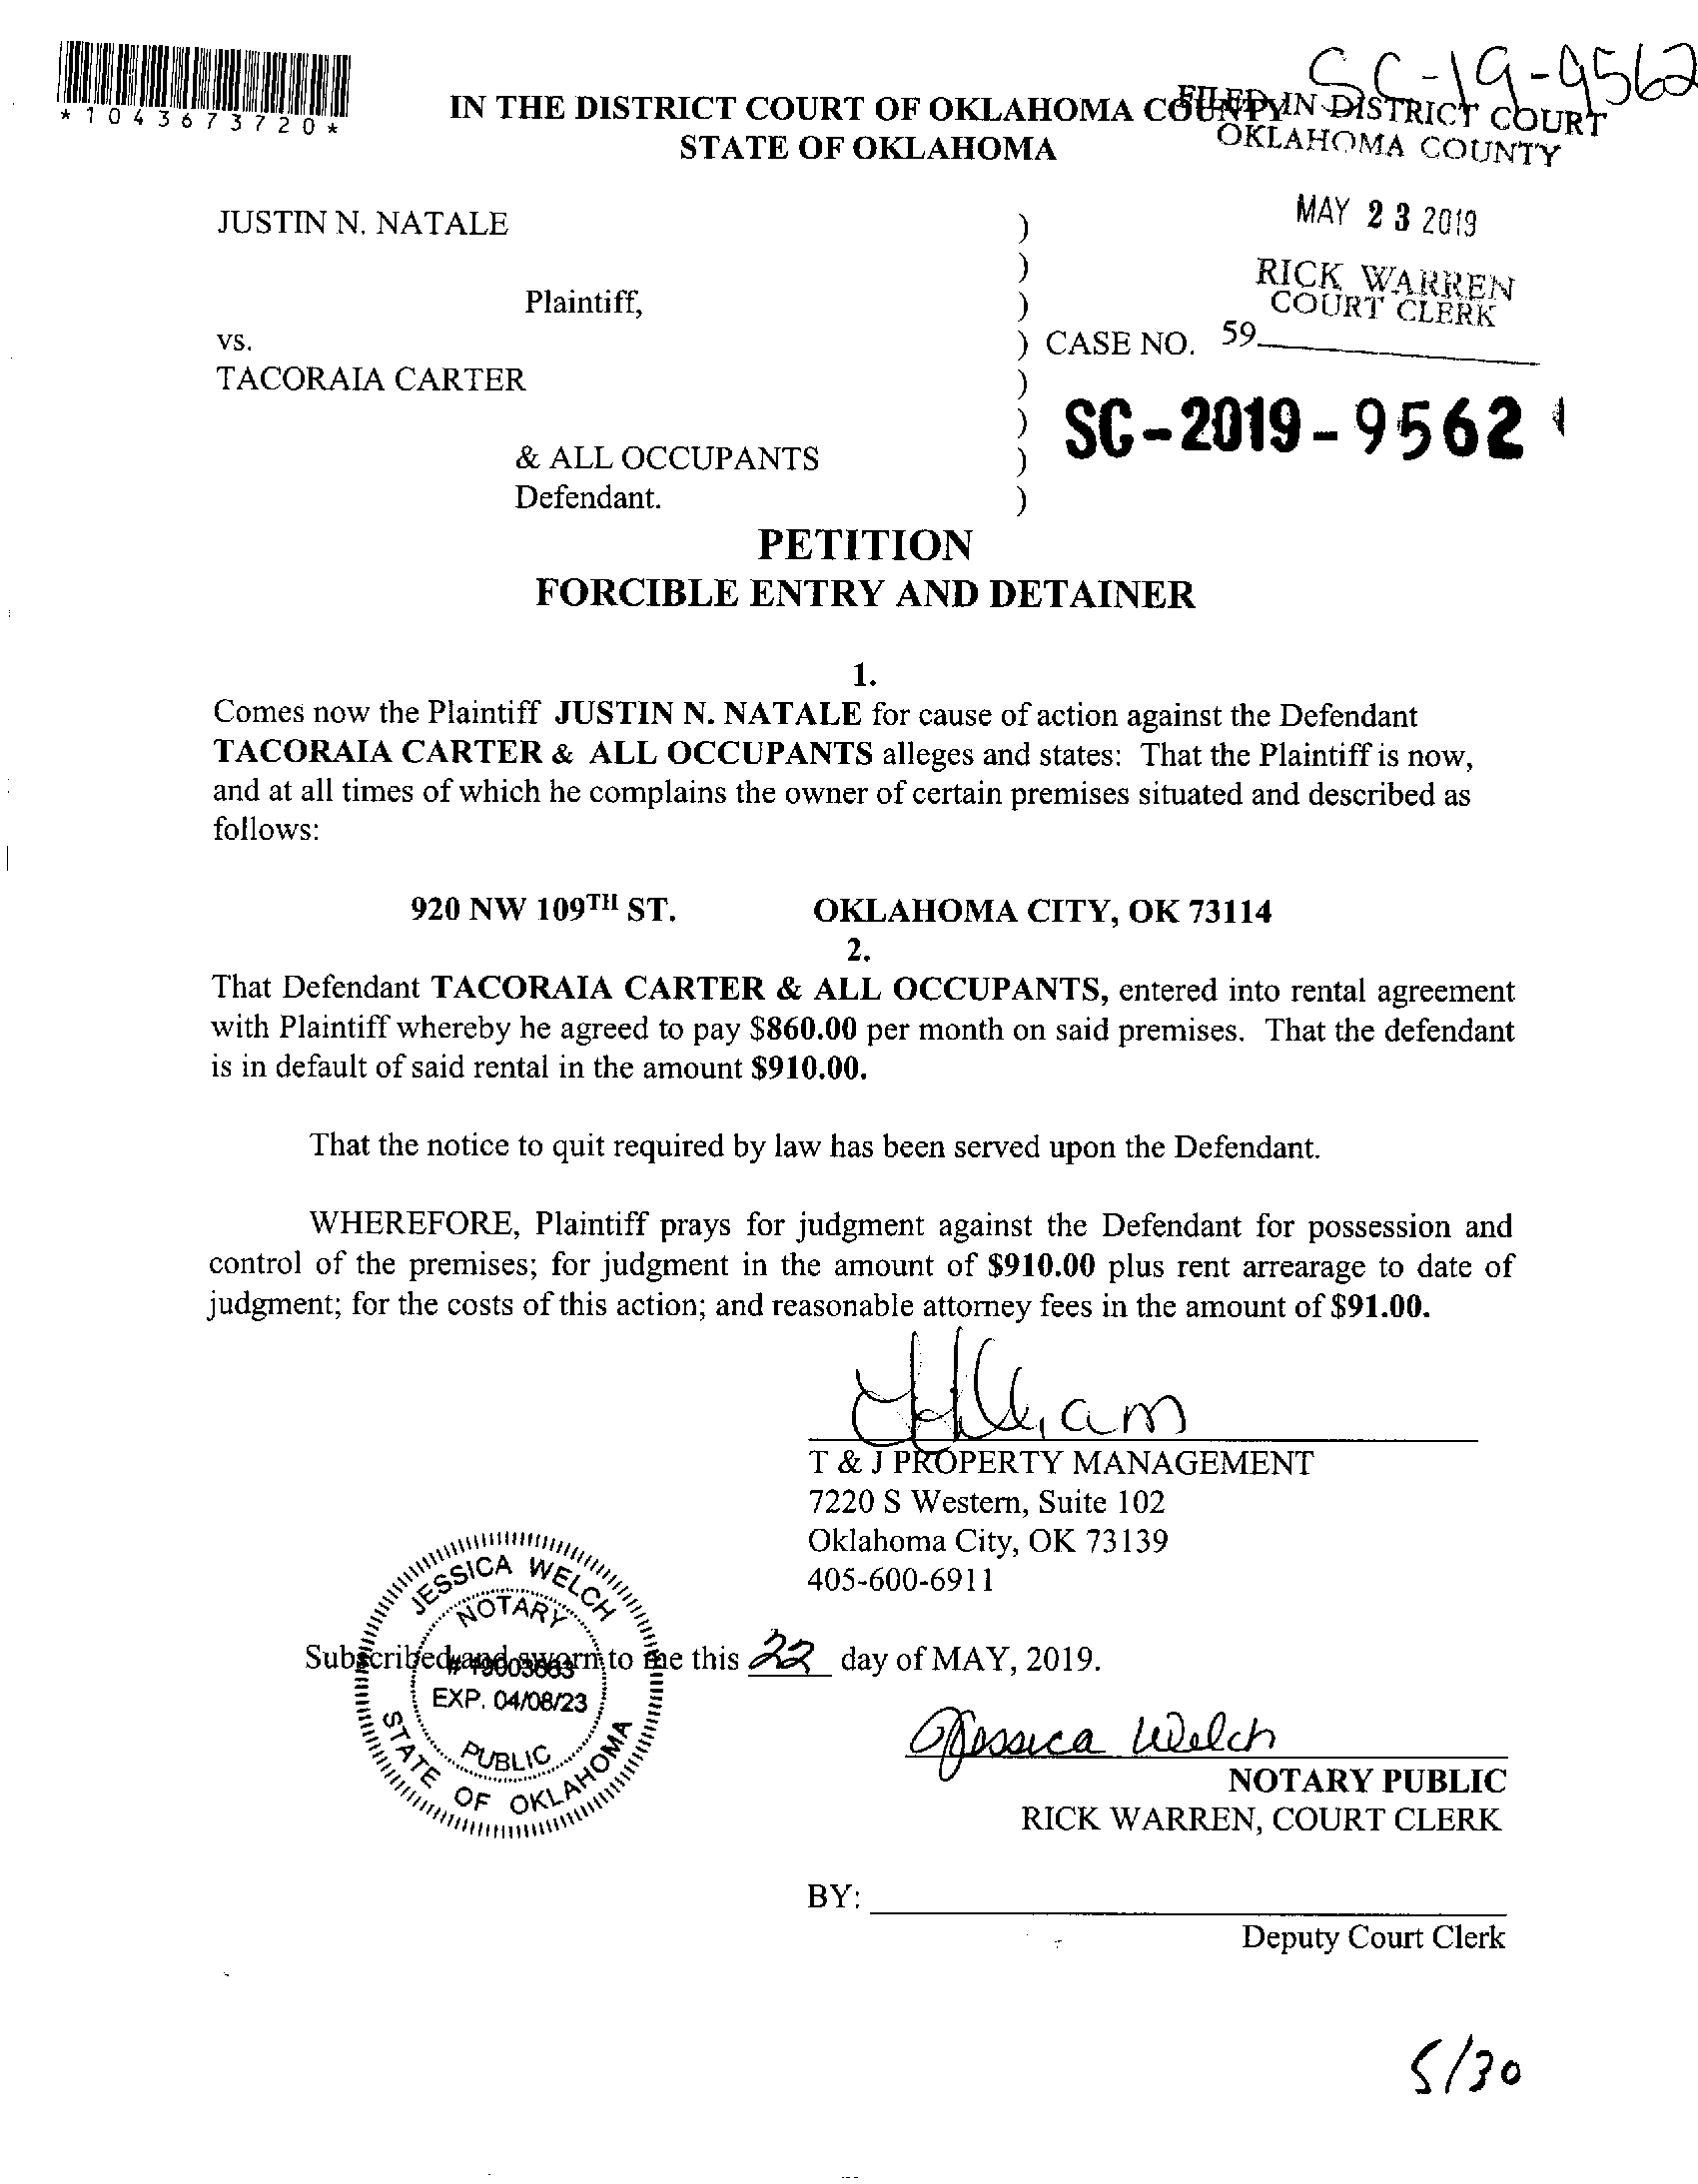 SC-19-9562
*1043673720*
IN THE DISTRICT COURT OF OKLAHOMA COUNTY
STATE OF OKLAHOMA
FILED IN DISTRICT COURT
OKLAHOMA COUNTY
MAY 23 2019
RICK WARREN
COURT CLERK
59
JUSTIN N. NATALE )
)
Plaintiff, )
vs. ) CASE NO.
TACORAIA CARTER )
) SC-2019-9562
& ALL OCCUPANTS )
Defendant. )
PETITION
FORCIBLE ENTRY AND DETAINER
1.
Comes now the Plaintiff JUSTIN N. NATALE for cause of action against the Defendant
TACORAIA CARTER & ALL OCCUPANTS alleges and states: That the Plaintiff is now,
and at all times of which he complains the owner of certain premises situated and described as
follows:
920 NW 109TH ST. OKLAHOMA CITY, OK 73114
2.
That Defendant TACORAIA CARTER & ALL OCCUPANTS, entered into rental agreement
with Plaintiff whereby he agreed to pay $860.00 per month on said premises. That the defendant
is in default of said rental in the amount $910.00.
That the notice to quit required by law has been served upon the Defendant.
WHEREFORE, Plaintiff prays for judgment against the Defendant for possession and
control of the premises; for judgment in the amount of $910.00 plus rent arrearage to date of
judgment; for the costs of this action; and reasonable attorney fees in the amount of $91.00.
T & J PROPERTY MANAGEMENT
7220 S Western, Suite 102
Oklahoma City, OK 73139
405-600-6911
JESSICA WELCH
NOTARY
EXP. 04/08/23
PUBLIC
STATE OF OKLAHOMA
Subscribed and sworn to me this 22 day of MAY, 2019.
Jessica Welch
NOTARY PUBLIC
RICK WARREN, COURT CLERK
BY:
Deputy Court Clerk
5/30